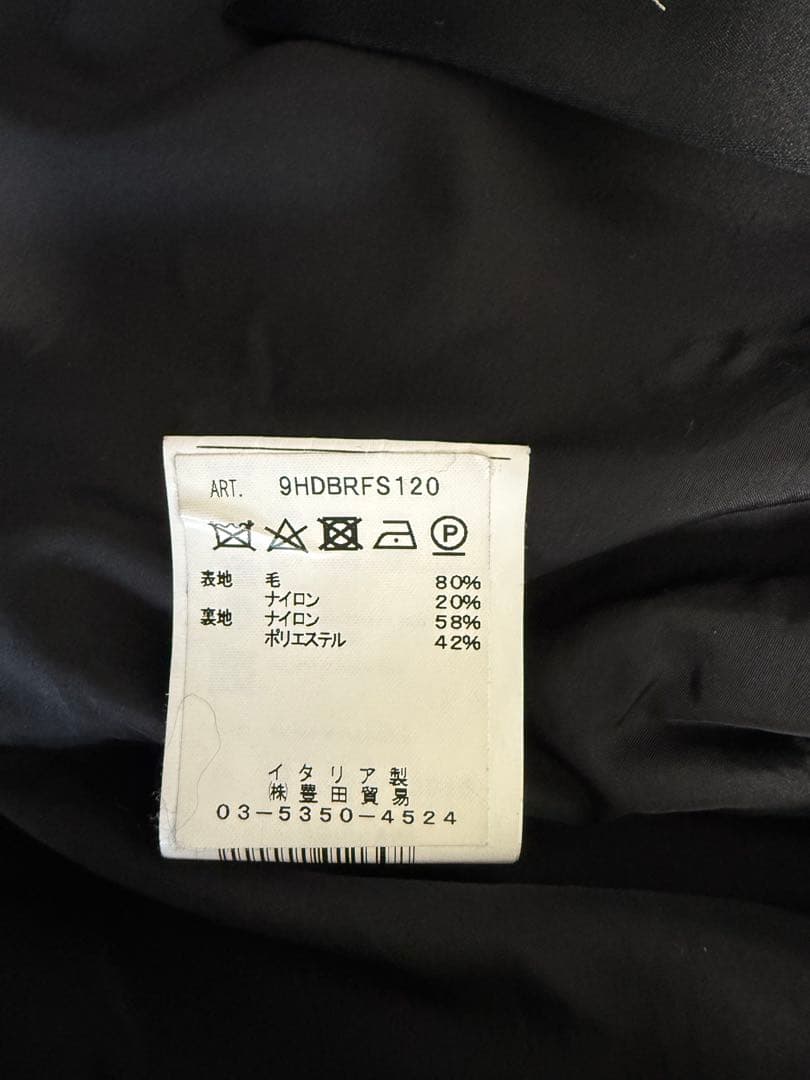 ART. 9HDBRFS120
P
表地 毛 80%
ナイロン 20%
裏地 ナイロン 58%
ポリエステル 42%
イタリア製
㈱豊田貿易
03-5350-4524